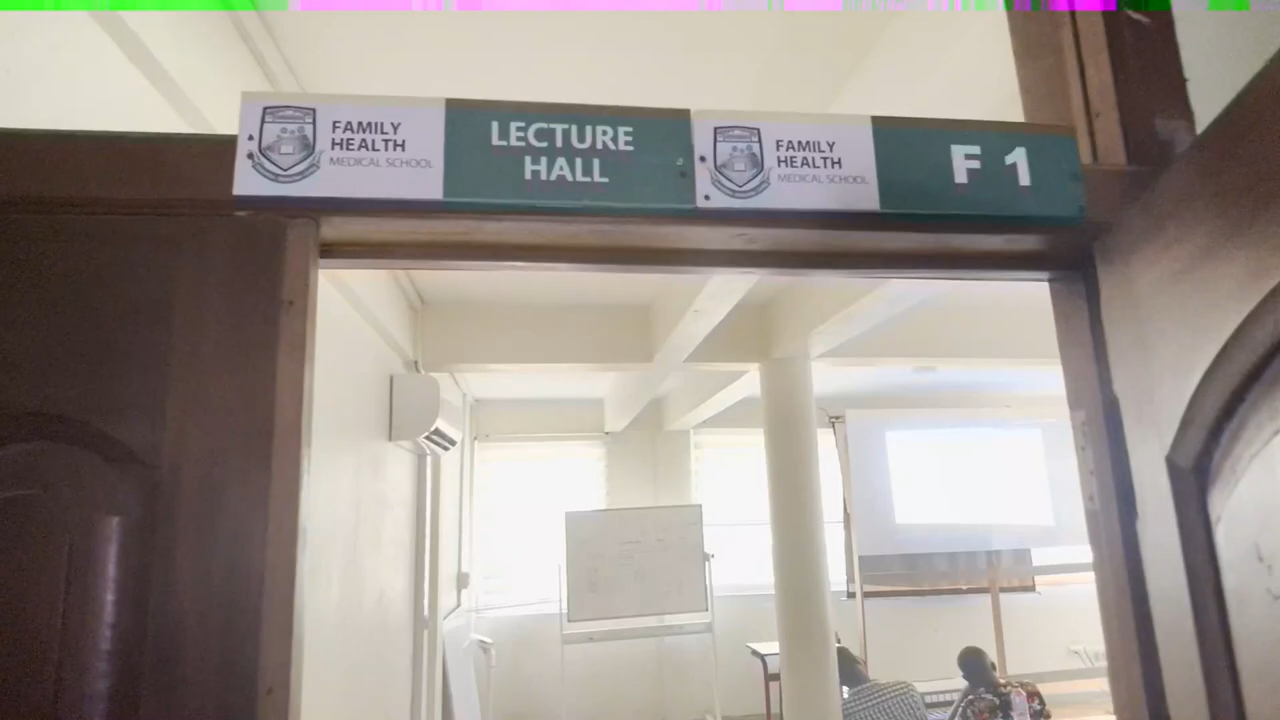 FAMILY
HEALTH
MEDICAL SCHOOL
LECTURE
HALL
FAMILY
HEALTH
MEDICAL SCHOOL
F 1